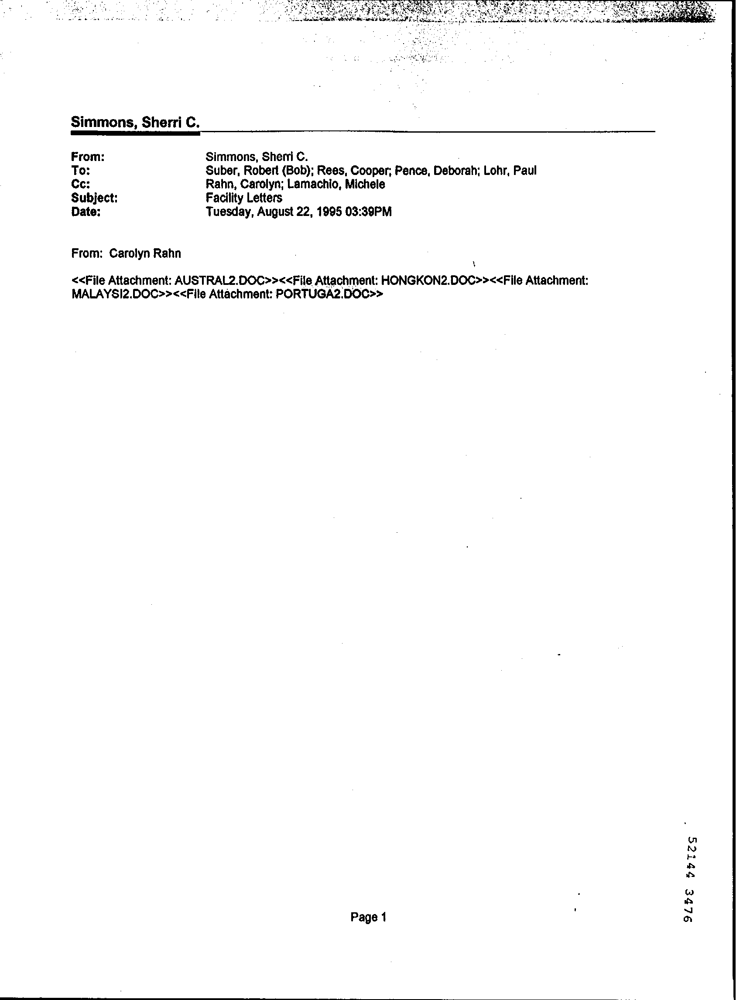 Simmons, Sherri C.
From: Simmons, Sherri C.
To: Suber, Robert (Bob); Rees, Cooper; Pence, Deborah; Lohr, Paul
Cc: Rahn, Carolyn; Lamachio, Michele
Subject: Facility Letters
Date: Tuesday, August 22, 1995 03:39PM
From: Carolyn Rahn
<<File Attachment: AUSTRAL2.DOC>><<File Attachment: HONGKON2.DOC>><<File Attachment:
MALAYSI2.DOC>><<File Attachment: PORTUGA2.DOC>>
Page 1
52144 3476